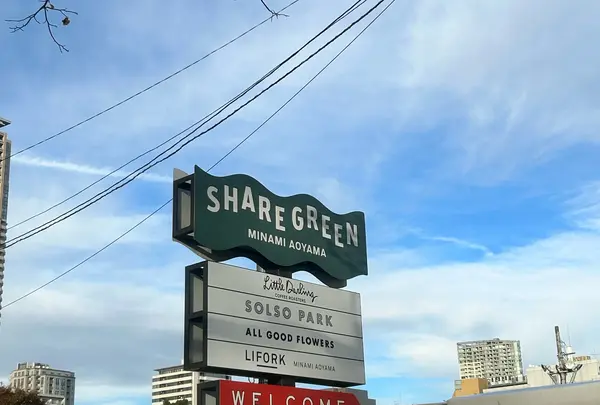 SHARE GREEN
MINAMI AOYAMA
Little Darling
COFFEE ROASTERS
SOLSO PARK
ALL GOOD FLOWERS
LIFORK MINAMI AOYAMA
WELCOME